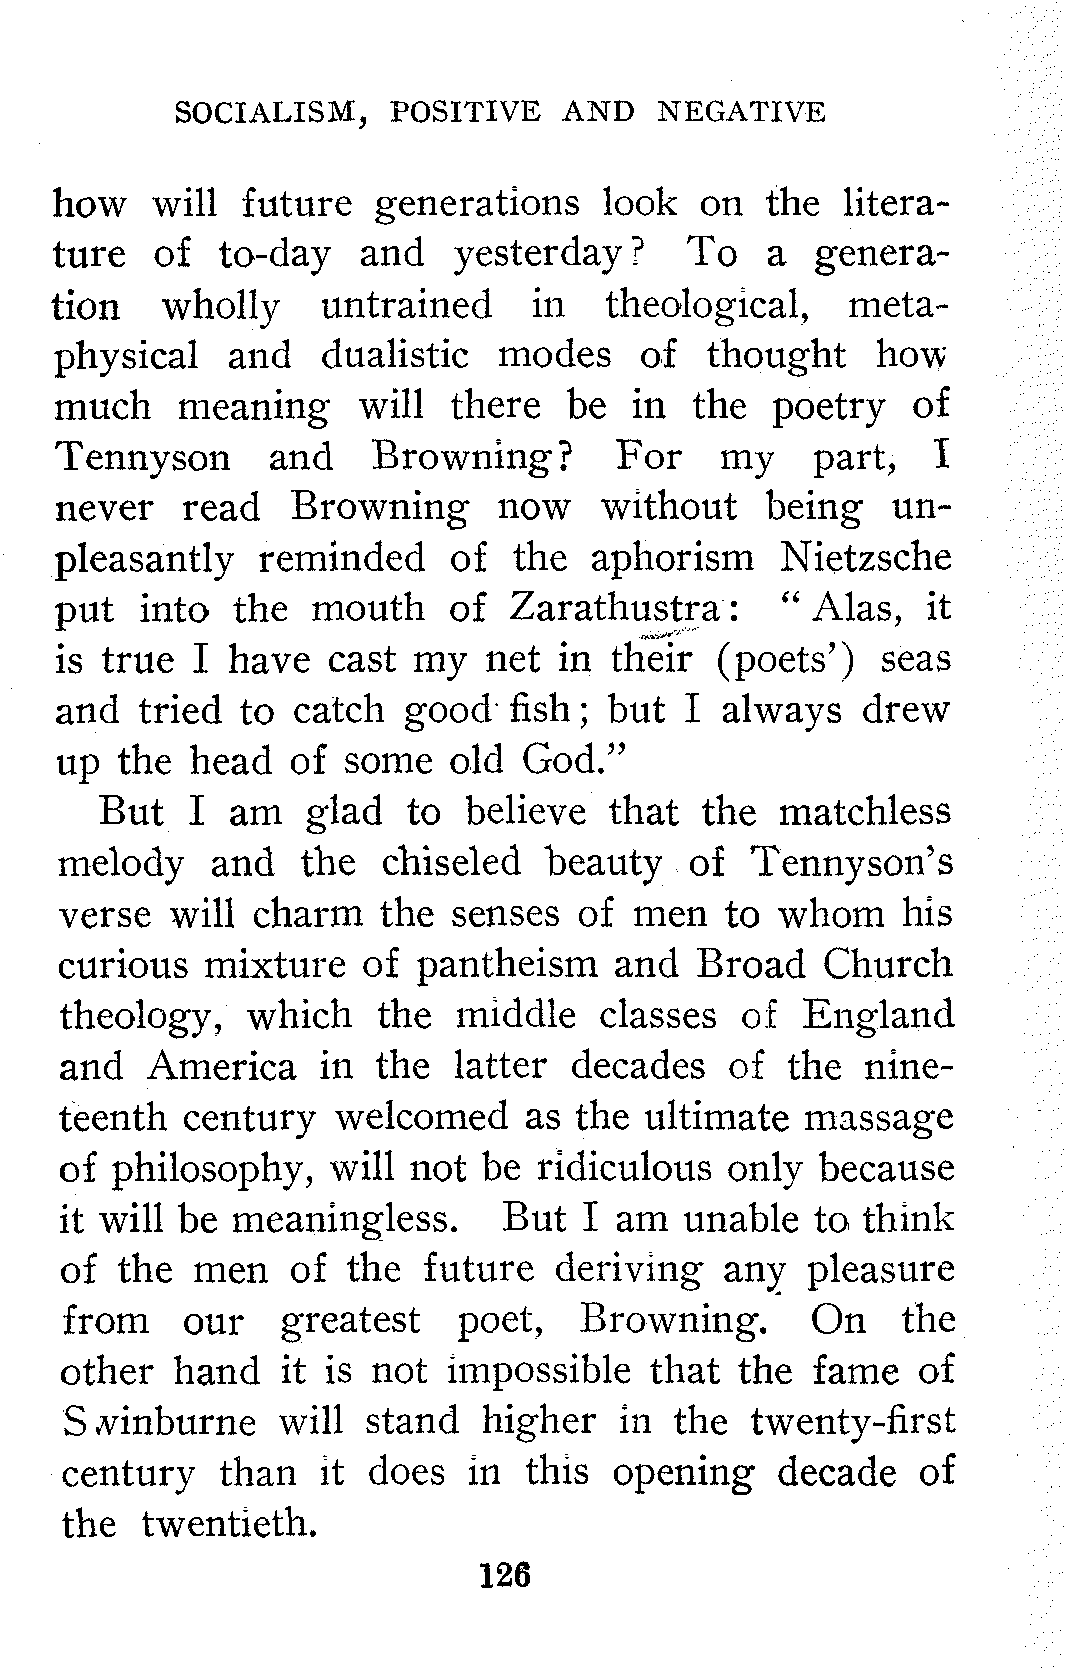 SOCIALISM, POSITIVE AND NEGATIVE
how will future generations look on the litera-
ture of to-day and yesterday? To a genera-
tion wholly untrained in theological, meta-
physical and dualistic modes of thought how
much meaning will there be in the poetry of
Tennyson and Browning? For my part, I
never read Browning now without being un-
pleasantly reminded of the aphorism Nietzsche
put into the mouth of Zarathustra: “Alas, it
is true I have cast my net in their (poets’) seas
and tried to catch good fish; but I always drew
up the head of some old God.”
But I am glad to believe that the matchless
melody and the chiseled beauty of Tennyson’s
verse will charm the senses of men to whom his
curious mixture of pantheism and Broad Church
theology, which the middle classes of England
and America in the latter decades of the nine-
teenth century welcomed as the ultimate massage
of philosophy, will not be ridiculous only because
it will be meaningless. But I am unable to think
of the men of the future deriving any pleasure
from our greatest poet, Browning. On the
other hand it is not impossible that the fame of
Swinburne will stand higher in the twenty-first
century than it does in this opening decade of
the twentieth.
126